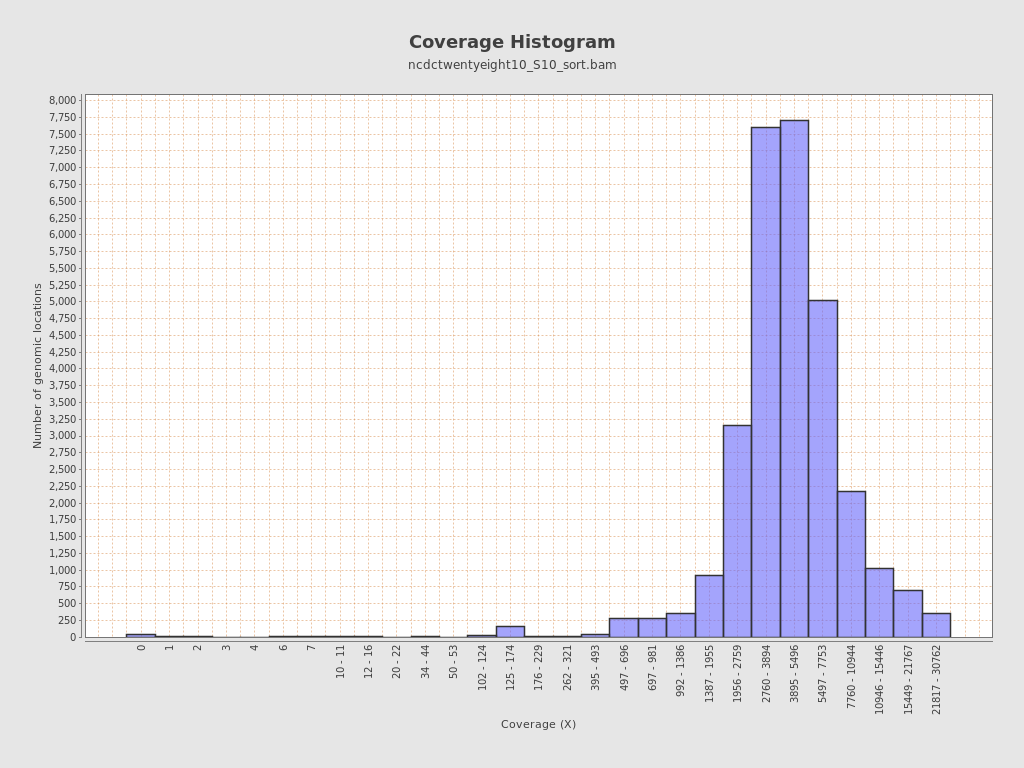 Coverage Histogram
ncdctwentyeight10_S10_sort.bam
Number of genomic locations
8,000
7,750
7,500
7,250
7,000
6,750
6,500
6,250
6,000
5,750
5,500
5,250
5,000
4,750
4,500
4,250
4,000
3,750
3,500
3,250
3,000
2,750
2,500
2,250
2,000
1,750
1,500
1,250
1,000
750
500
250
0
0
1
2
3
4
6
7
10 - 11
12 - 16
20 - 22
34 - 44
50 - 53
102 - 124
125 - 174
176 - 229
262 - 321
395 - 493
497 - 696
697 - 981
992 - 1386
1387 - 1955
1956 - 2759
2760 - 3894
3895 - 5496
5497 - 7753
7760 - 10944
10946 - 15446
15449 - 21767
21817 - 30762
Coverage (X)